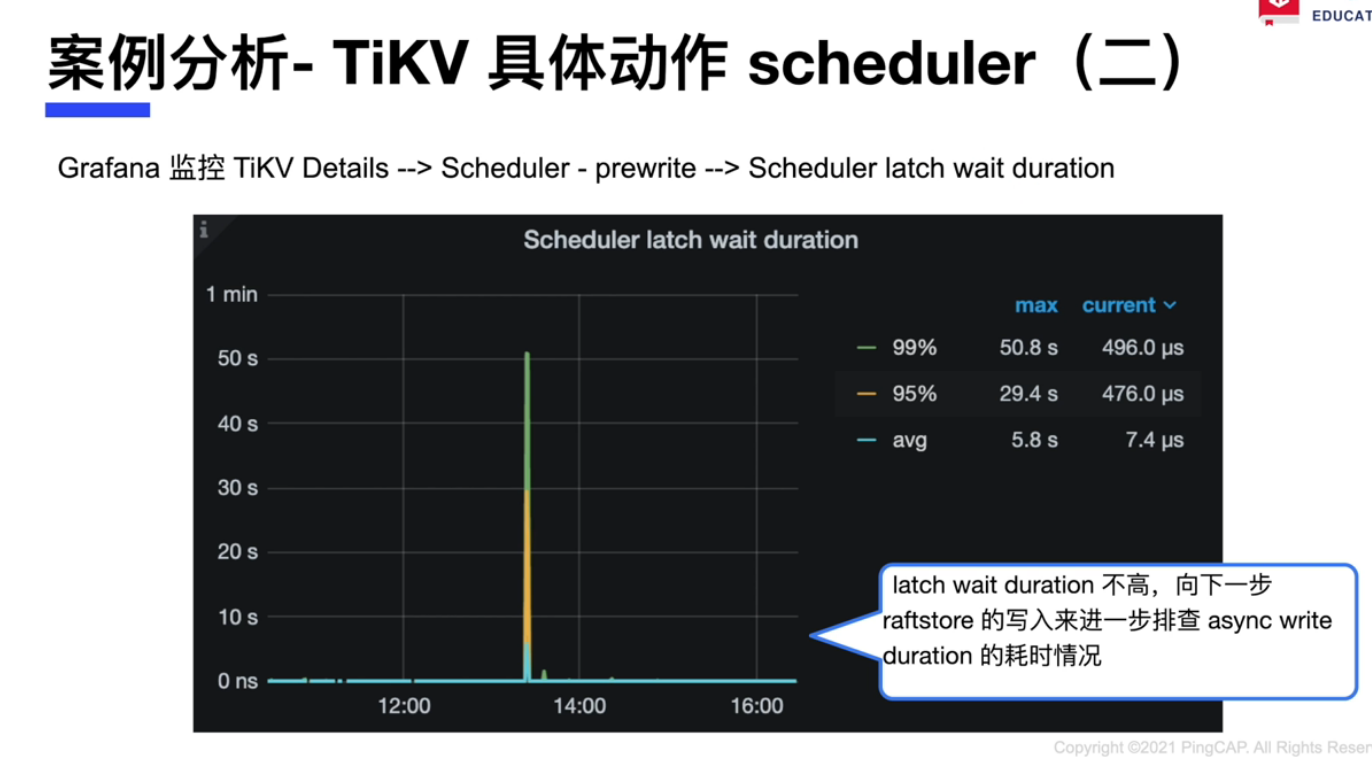 EDUCAT
案例分析- TiKV 具体动作 scheduler（二）
Grafana 监控 TiKV Details --> Scheduler - prewrite --> Scheduler latch wait duration
i
Scheduler latch wait duration
1 min
50 s
40 s
30 s
20 s
10 s
0 ns
12:00 14:00 16:00
max current
99% 50.8 s 496.0 µs
95% 29.4 s 476.0 µs
avg 5.8 s 7.4 µs
latch wait duration 不高，向下一步
raftstore 的写入来进一步排查 async write
duration 的耗时情况
Copyright ©2021 PingCAP. All Rights Reser